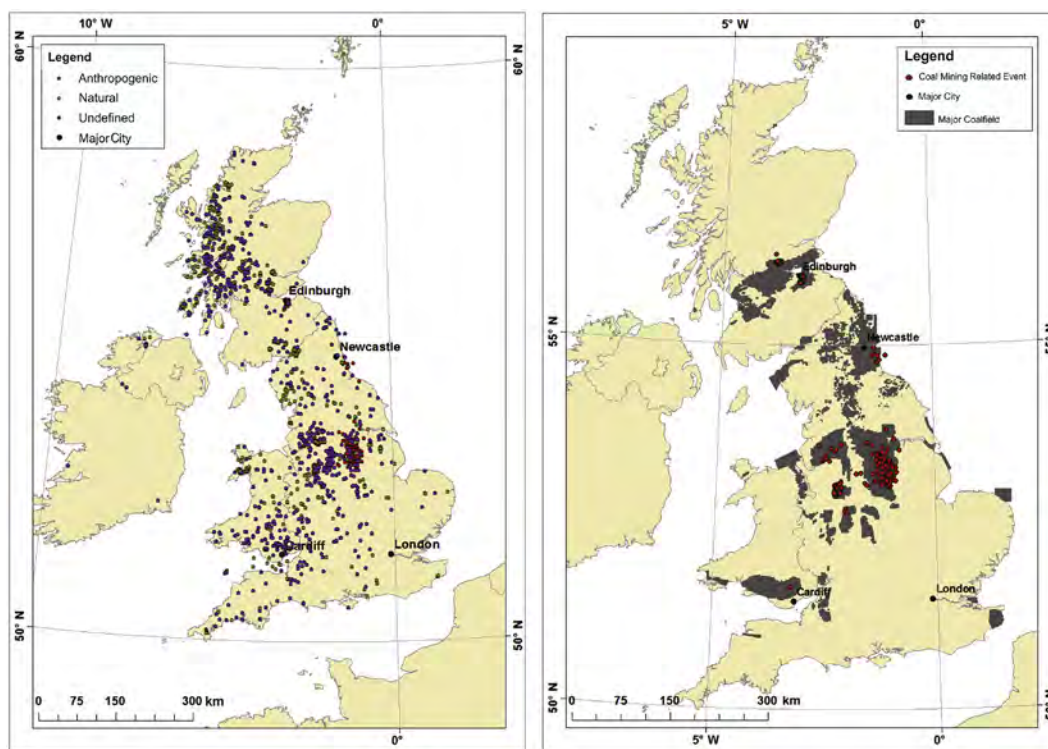 10° W
0°
60° N
60° N
Legend
Anthropogenic
Natural
Undefined
Major City
Edinburgh
Newcastle
Cardiff
London
50° N
50° N
0 75 150 300 km
0°
5° W
0°
Legend
Coal Mining Related Event
Major City
Major Coalfield
Edinburgh
55° N
Newcastle
Cardiff
London
50° N
0 75 150 300 km
5° W
0°